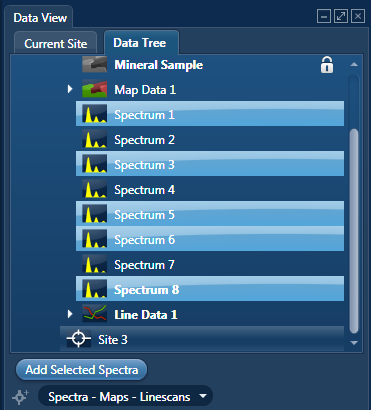 Data View
Current Site
Data Tree
Mineral Sample
Map Data 1
Spectrum 1
Spectrum 2
Spectrum 3
Spectrum 4
Spectrum 5
Spectrum 6
Spectrum 7
Spectrum 8
Line Data 1
Site 3
Add Selected Spectra
Spectra - Maps - Linescans